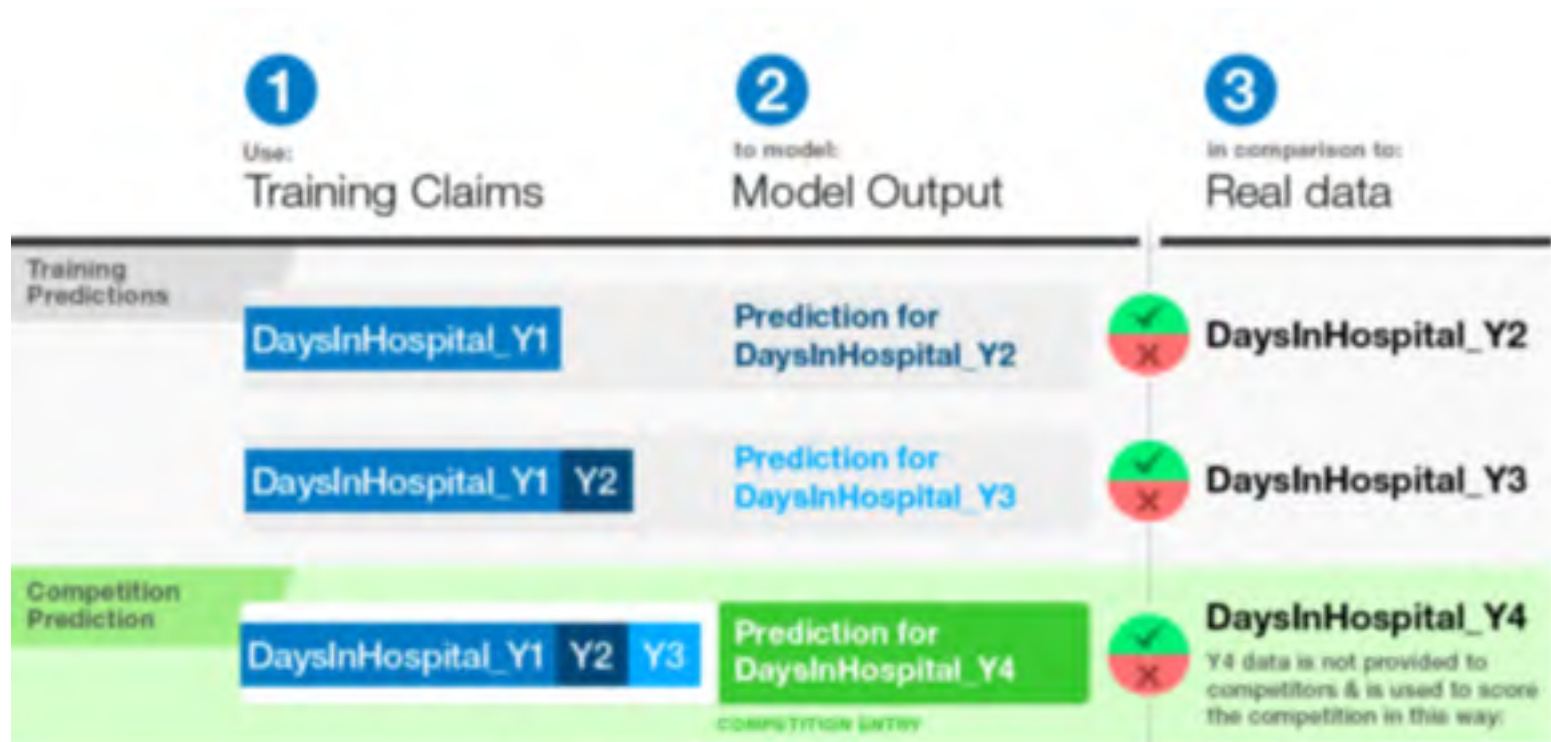 1
2
3
Use:
to model:
in comparison to:
Training Claims
Model Output
Real data
Training
Predictions
DaysInHospital_Y1
Prediction for
DaysInHospital_Y2
DaysInHospital_Y2
DaysInHospital_Y1 Y2
Prediction for
DaysInHospital_Y3
DaysInHospital_Y3
Competition
Prediction
DaysInHospital_Y1 Y2 Y3
Prediction for
DaysInHospital_Y4
COMPETITION ENTRY
DaysInHospital_Y4
Y4 data is not provided to
competitors & is used to score
the competition in this way: